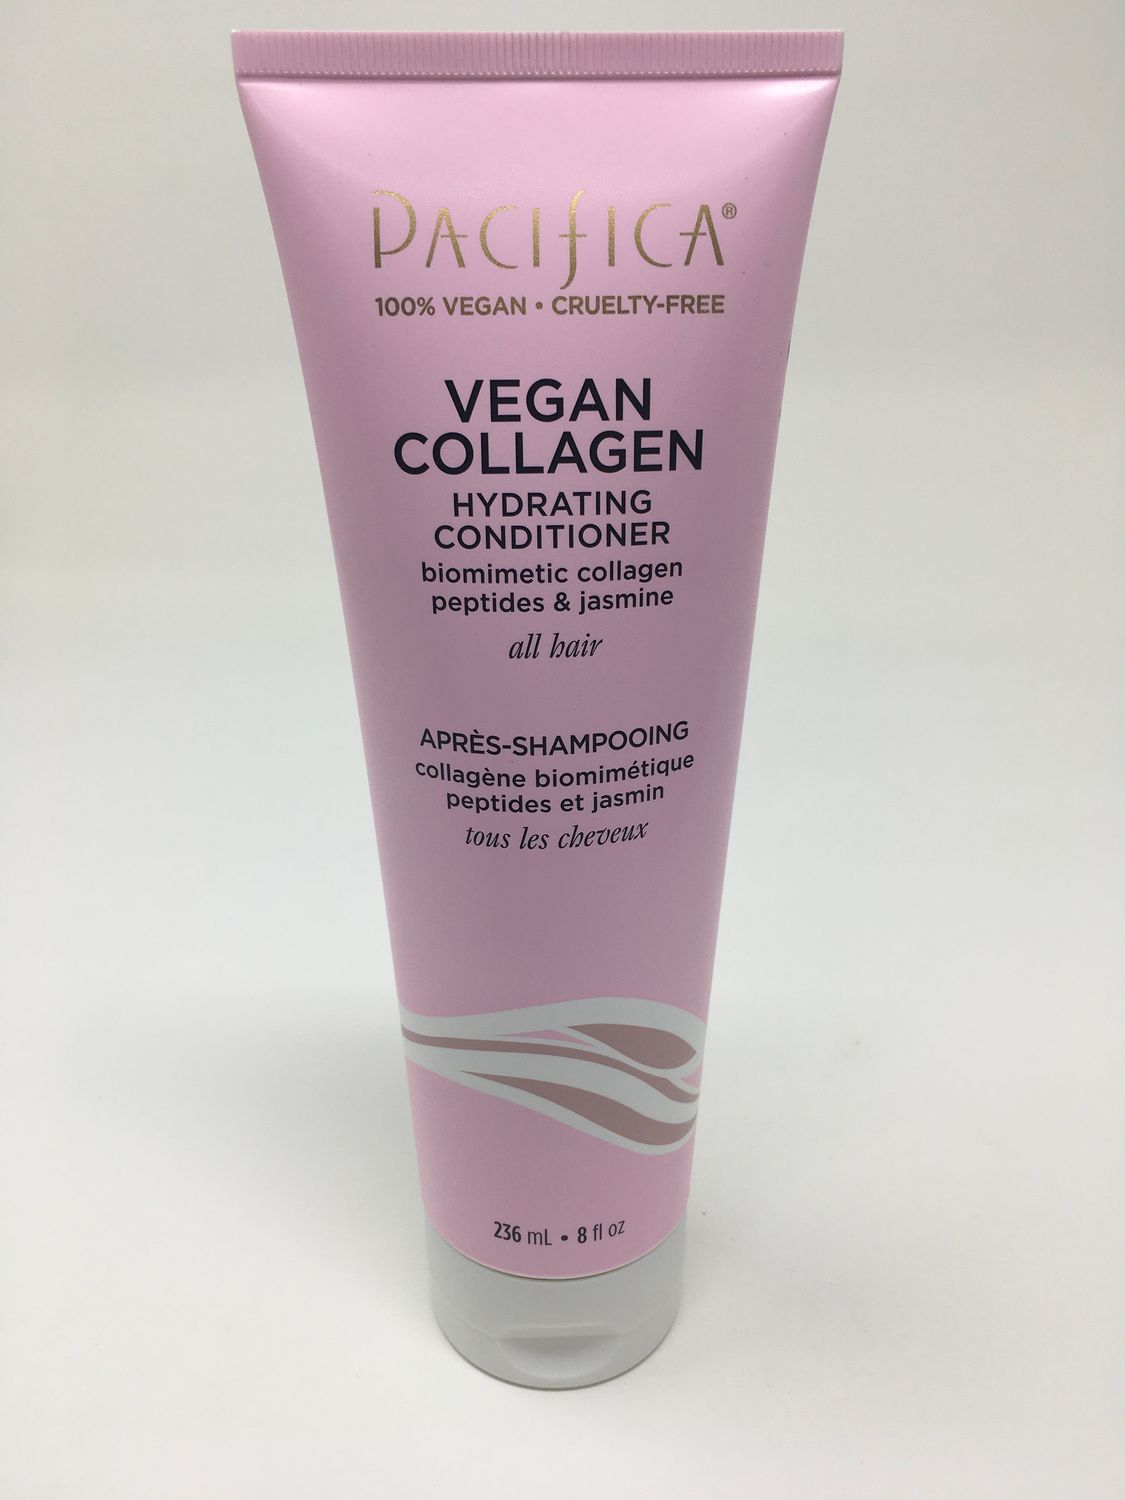 PACIFICA®
100% VEGAN • CRUELTY-FREE
VEGAN
COLLAGEN
HYDRATING
CONDITIONER
biomimetic collagen
peptides & jasmine
all hair
APRÈS-SHAMPOOING
collagène biomimétique
peptides et jasmin
tous les cheveux
236 mL • 8 fl oz